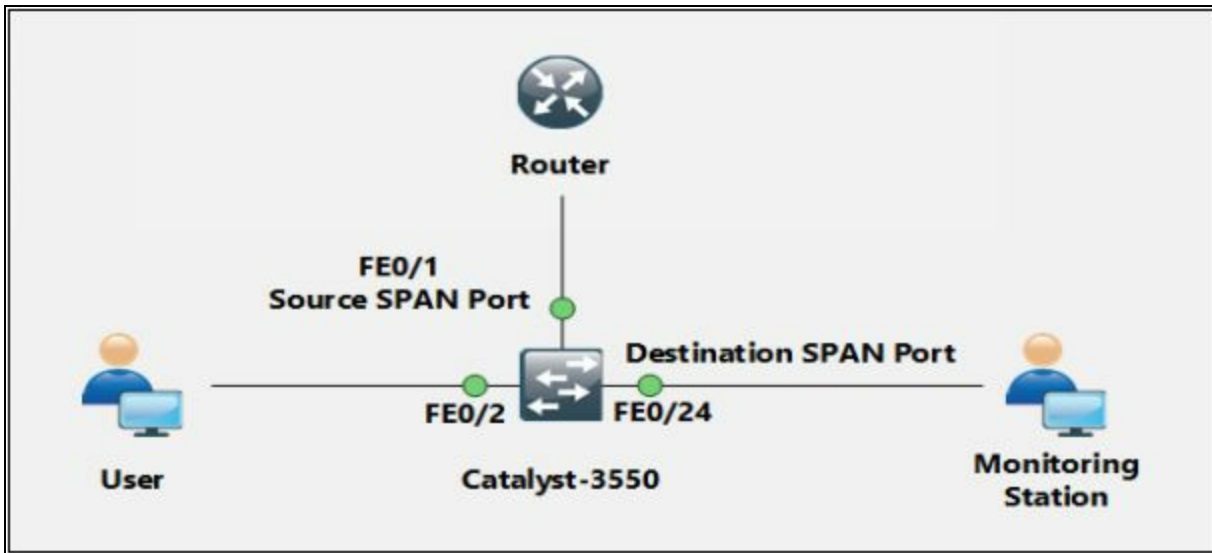 Router
FE0/1
Source SPAN Port
Destination SPAN Port
FE0/2
FE0/24
User
Catalyst-3550
Monitoring
Station